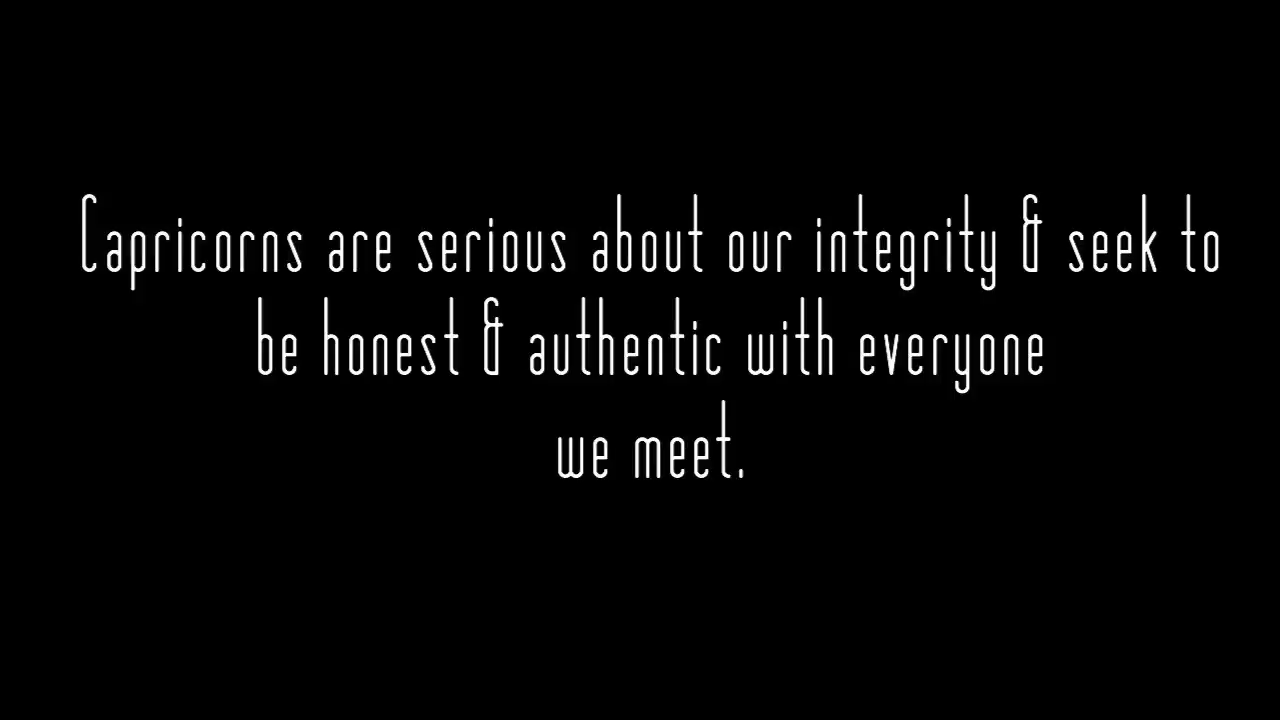 Capricorns are serious about our integrity & seek to
be honest & authentic with everyone
we meet.